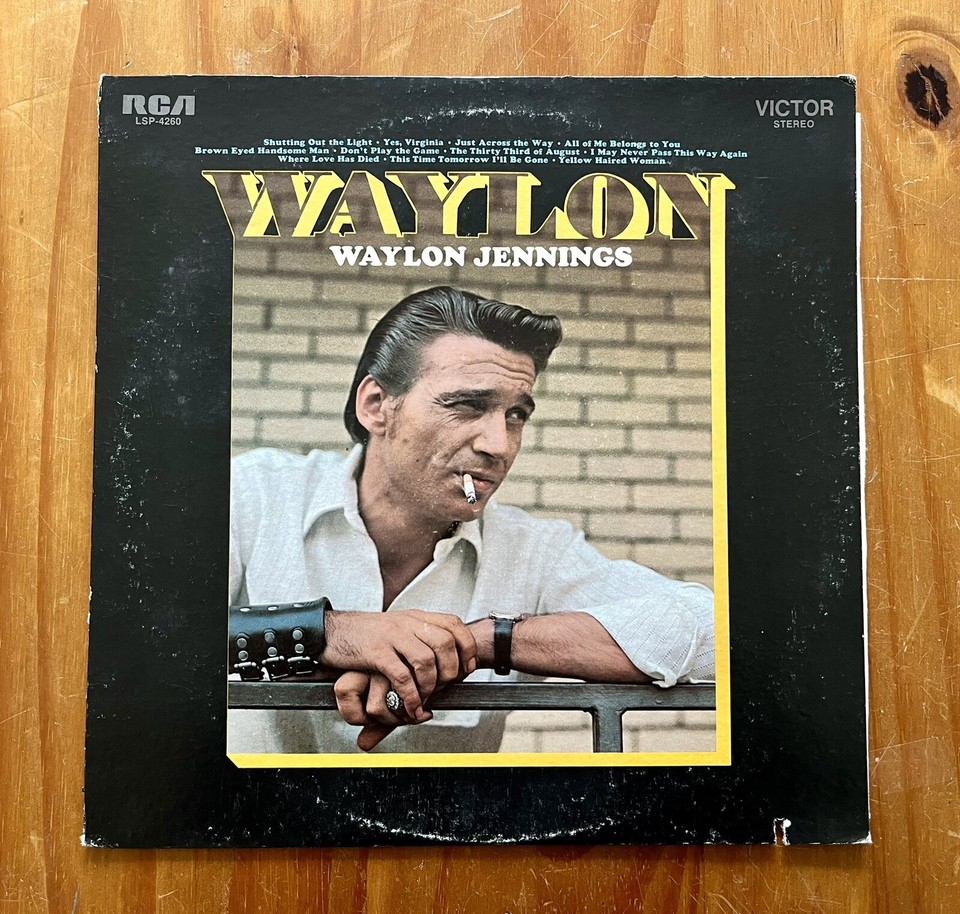 RCA
LSP-4260
VICTOR
STEREO
Shutting Out the Light • Yes, Virginia • Just Across the Way • All of Me Belongs to You
Brown Eyed Handsome Man • Don't Play the Game • The Thirty Third of August • I May Never Pass This Way Again
Where Love Has Died • This Time Tomorrow I'll Be Gone • Yellow Haired Woman
WAYLON
WAYLON JENNINGS